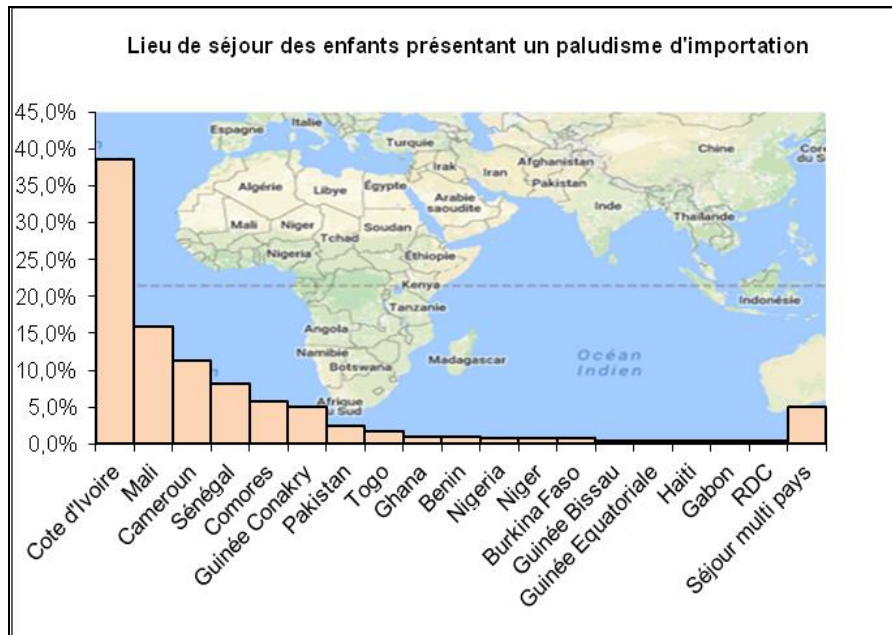 Lieu de séjour des enfants présentant un paludisme d'importation
45,0%
40,0%
35,0%
30,0%
25,0%
20,0%
15,0%
10,0%
5,0%
0,0%
Espagne
Italie
Turquie
Irak
Iran
Afghanistan
Pakistan
Chine
Algérie
Libye
Égypte
Arabie
saoudite
Inde
Thaïlande
Mali
Niger
Tchad
Soudan
Nigeria
Éthiopie
Kenya
Tanzanie
Indonésie
Angola
Namibie
Botswana
Madagascar
Océan
Indien
Afrique
du Sud
Cote d'Ivoire
Mali
Cameroun
Sénégal
Comores
Guinée Conakry
Pakistan
Togo
Ghana
Benin
Nigeria
Niger
Burkina Faso
Guinée Bissau
Guinée Equatoriale
Haiti
Gabon
RDC
Séjour multi pays